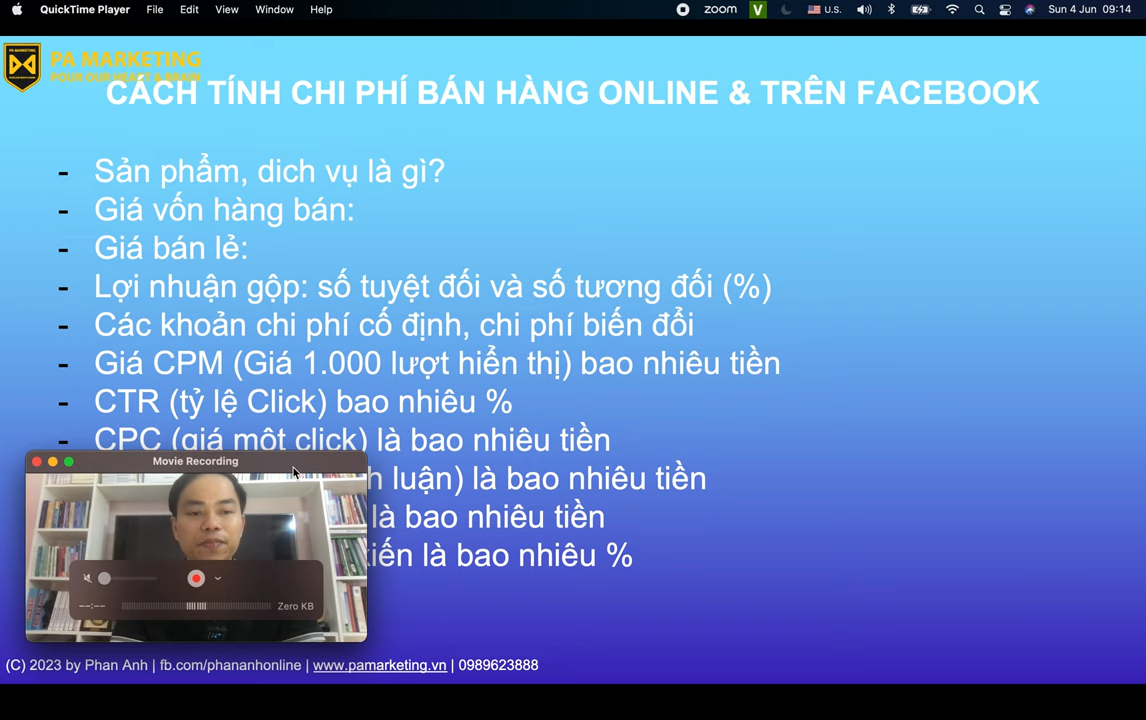 QuickTime Player File Edit View Window Help zoom V U.S. Sun 4 Jun 09:14
PA MARKETING
PA MARKETING
POUR OUR HEART & BRAIN
CÁCH TÍNH CHI PHÍ BÁN HÀNG ONLINE & TRÊN FACEBOOK
- Sản phẩm, dich vụ là gì?
- Giá vốn hàng bán:
- Giá bán lẻ:
- Lợi nhuận gộp: số tuyệt đối và số tương đối (%)
- Các khoản chi phí cố định, chi phí biến đổi
- Giá CPM (Giá 1.000 lượt hiển thị) bao nhiêu tiền
- CTR (tỷ lệ Click) bao nhiêu %
- CPC (giá một click) là bao nhiêu tiền
luận) là bao nhiêu tiền
là bao nhiêu tiền
kiến là bao nhiêu %
Movie Recording
--:-- Zero KB
(C) 2023 by Phan Anh | fb.com/phananhonline | www.pamarketing.vn | 0989623888